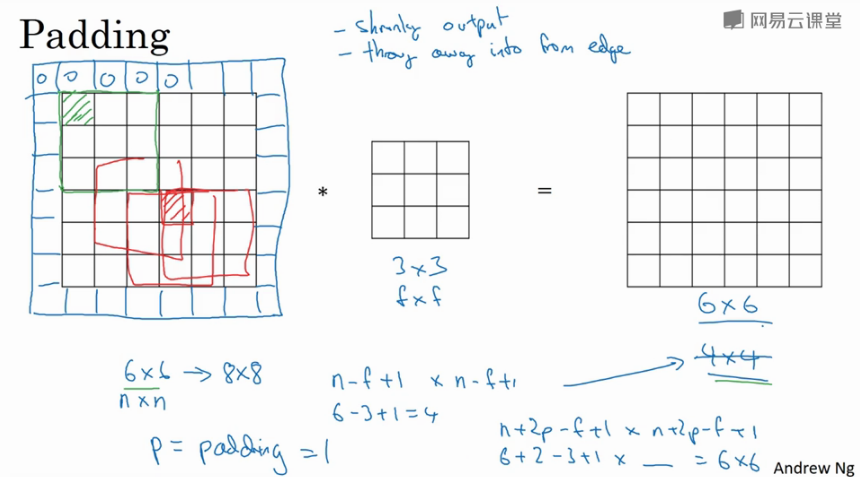 Padding
- shrinky output
- throw away info from edge
网易云课堂
0 0 0 0 0
*
=
3 × 3
f × f
6 × 6
4 × 4
6 × 6 → 8 × 8
n × n
n-f+1 × n-f+1
6-3+1=4
p = padding = 1
n+2p-f+1 × n+2p-f+1
6+2-3+1 × __ = 6×6
Andrew Ng